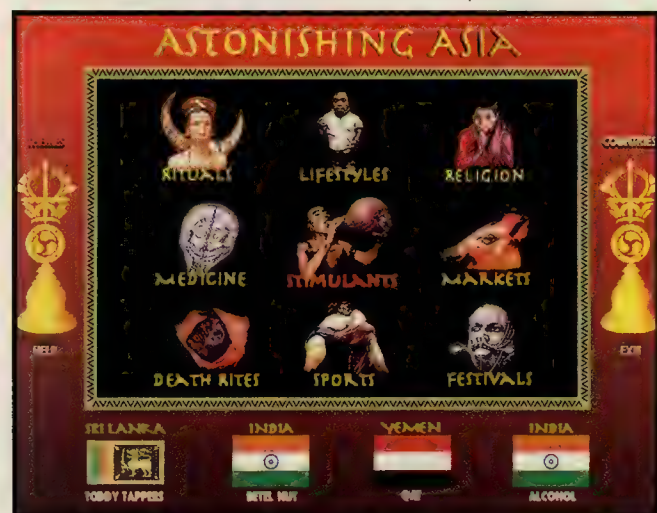 ASTONISHING ASIA
COUNTRIES
RITUALS
LIFESTYLES
RELIGION
MEDICINE
STIMULANTS
MARKETS
DEATH RITES
SPORTS
FESTIVALS
HELP
EXIT
SRI LANKA
INDIA
YEMEN
INDIA
TODDY TAPPERS
BETEL NUT
QAT
ALCOHOL